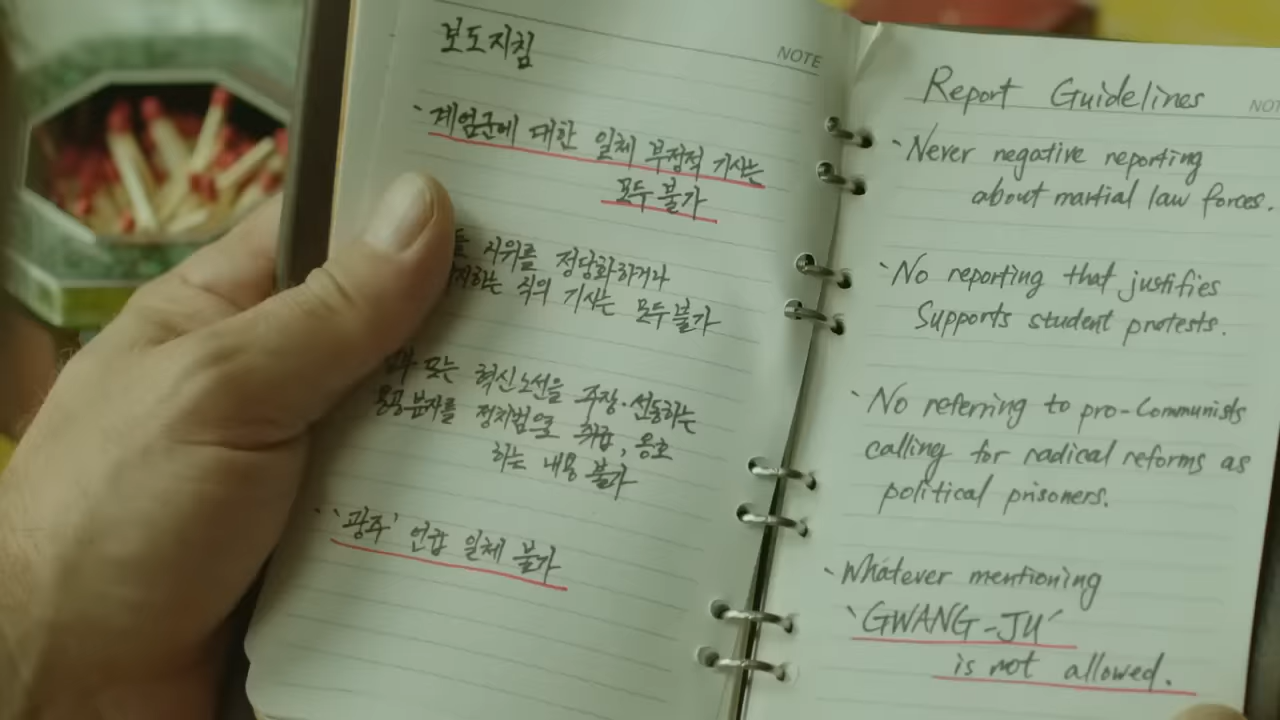 보도지침
NOTE
`계엄군에 대한 일체 부정적 기사는
모두 불가
들 시위를 정당화하거나
지하는 식의 기사는 모두 불가
또는 혁신노선을 주장·선동하는
용공분자를 정치범으로 취급, 옹호
하는 내용 불가
`'광주' 언급 일체 불가
Report Guidelines
NOT
`Never negative reporting
about martial law forces.
`No reporting that justifies
Supports student protests.
`No referring to pro-Communists
calling for radical reforms as
political prisoners.
`Whatever mentioning
`GWANG-JU´
is not allowed.